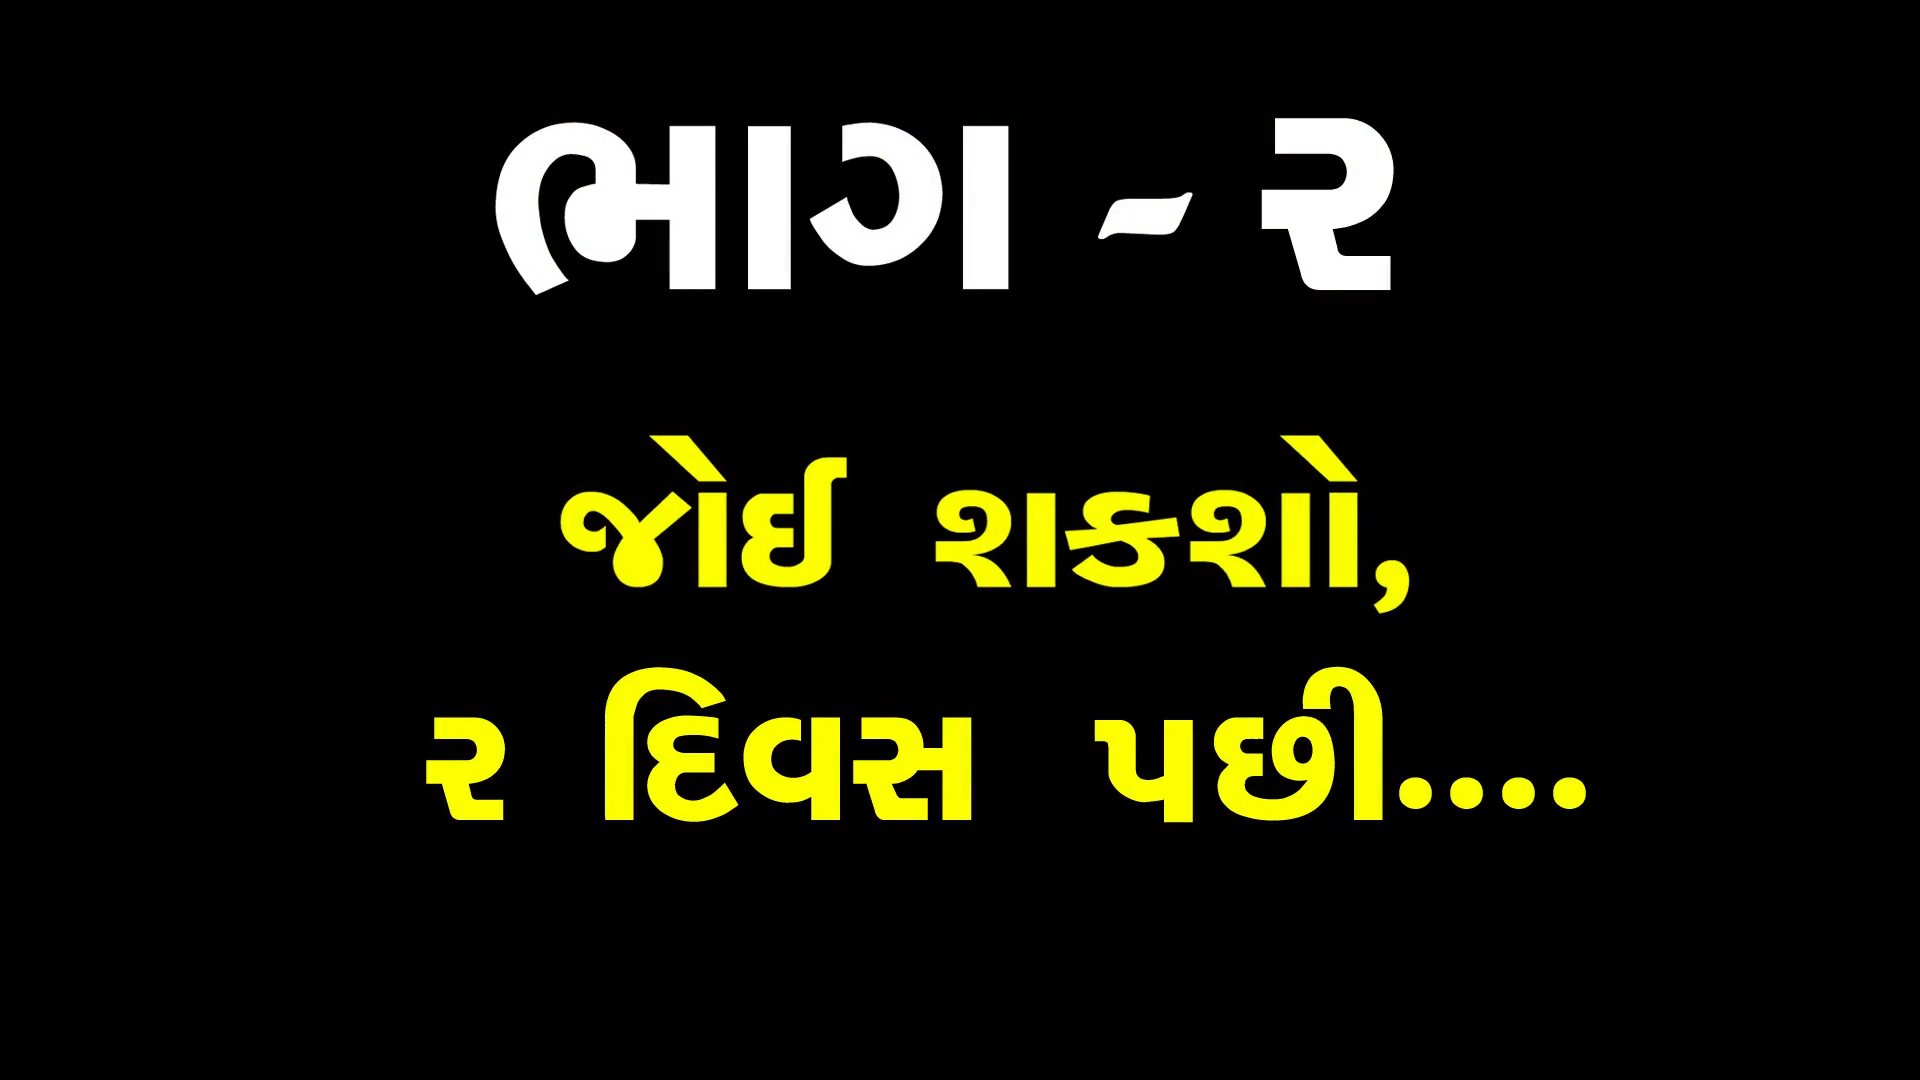 ભાગ - ૨
જોઈ શકશો,
૨ દિવસ પછી....